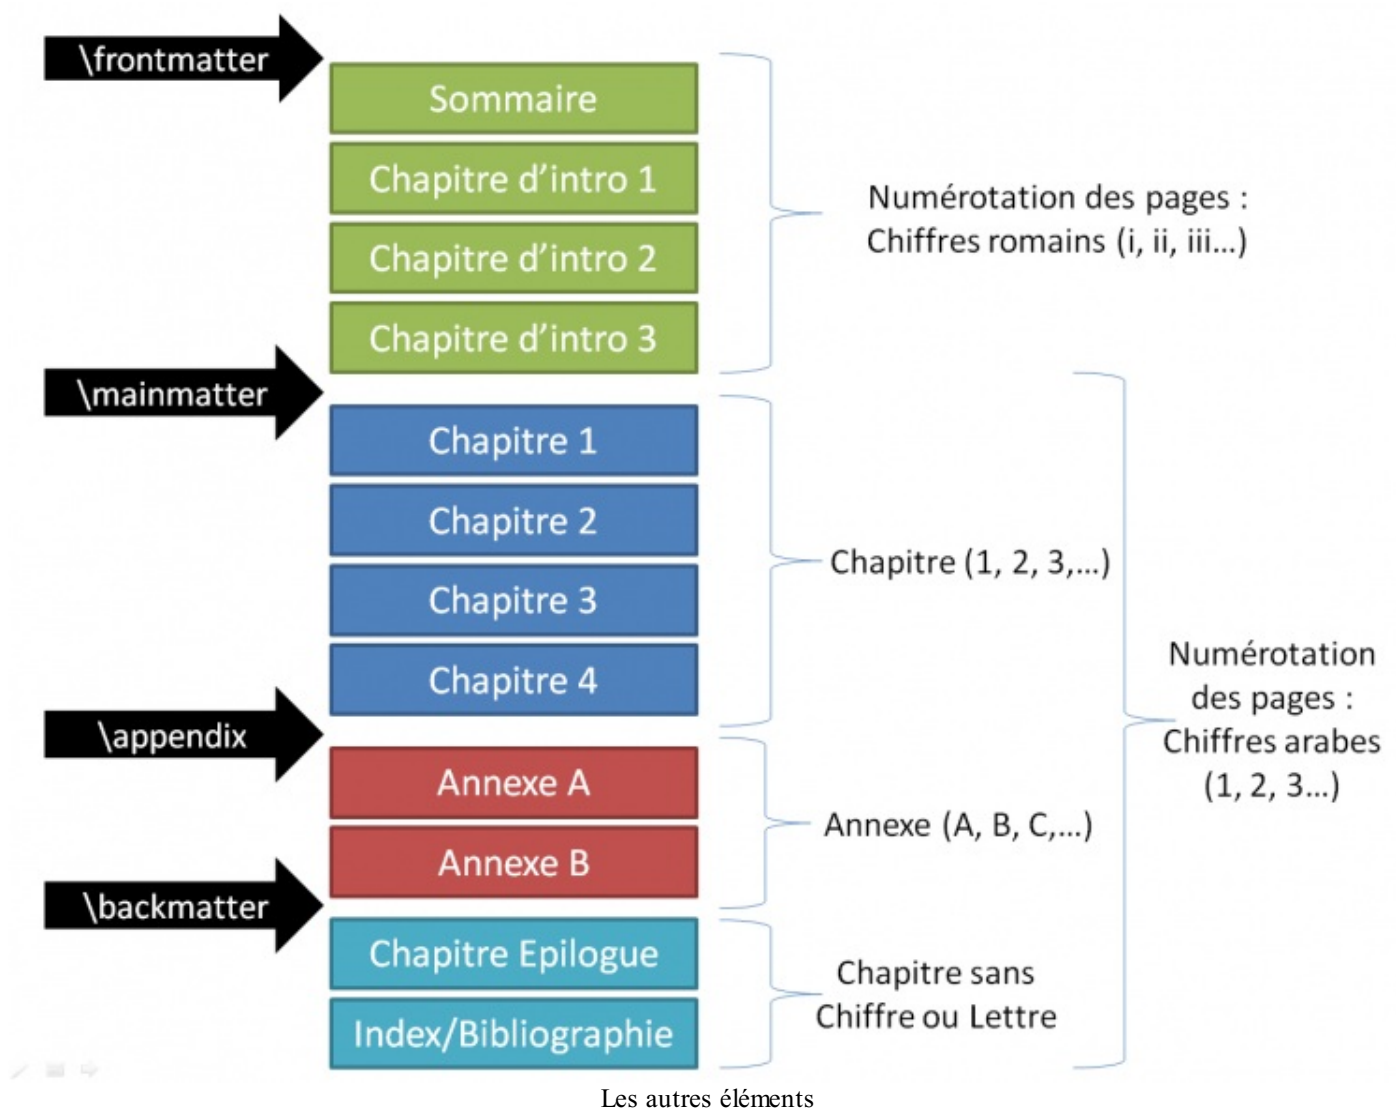 \frontmatter
Sommaire
Chapitre d'intro 1
Chapitre d'intro 2
Chapitre d'intro 3
Numérotation des pages :
Chiffres romains (i, ii, iii...)
\mainmatter
Chapitre 1
Chapitre 2
Chapitre 3
Chapitre 4
Chapitre (1, 2, 3,...)
\appendix
Annexe A
Annexe B
Annexe (A, B, C,...)
\backmatter
Chapitre Epilogue
Index/Bibliographie
Chapitre sans
Chiffre ou Lettre
Numérotation
des pages :
Chiffres arabes
(1, 2, 3...)
Les autres éléments